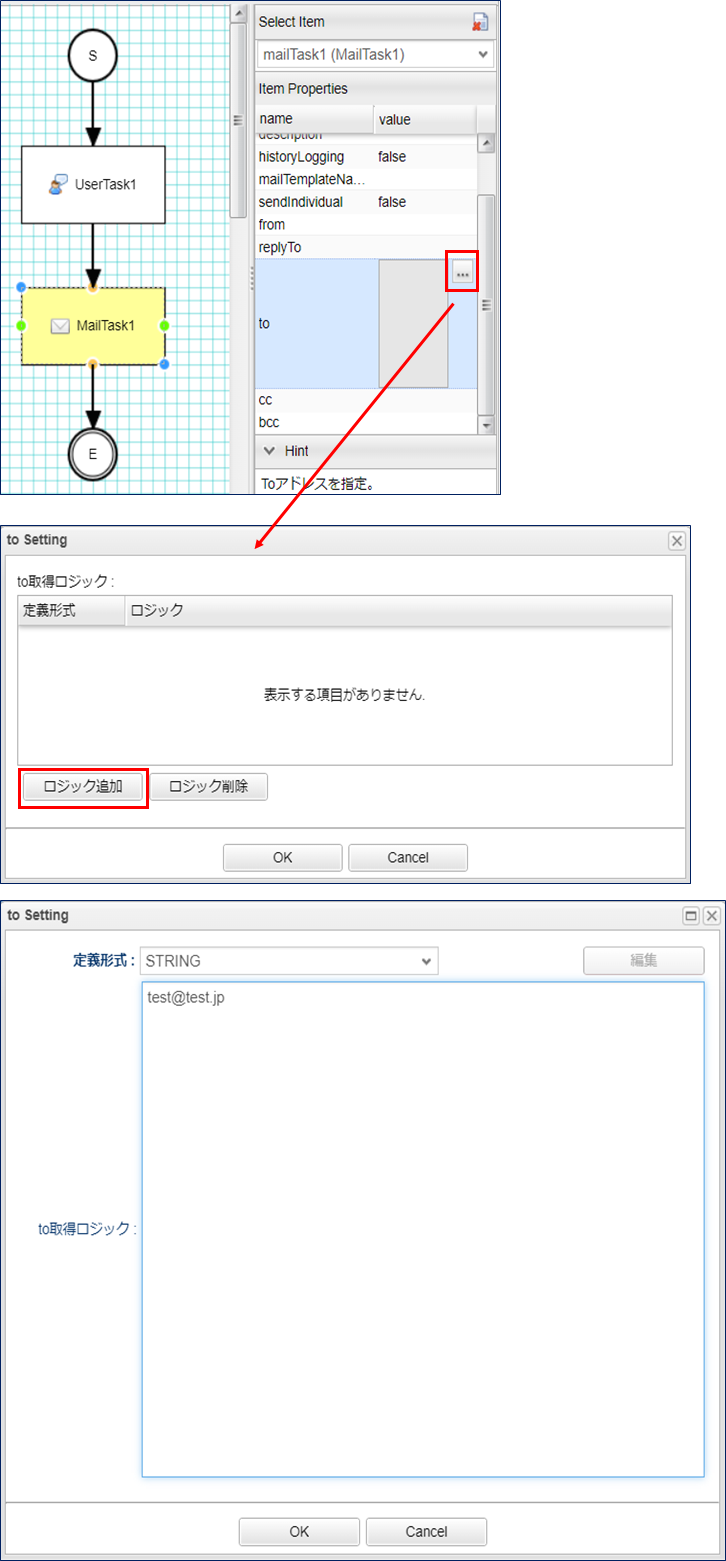 S
UserTask1
MailTask1
E
Select Item
mailTask1 (MailTask1)
Item Properties
name value
description
historyLogging false
mailTemplateNa...
sendIndividual false
from
replyTo
...
to
cc
bcc
Hint
Toアドレスを指定。
to Setting
to取得ロジック :
定義形式 ロジック
表示する項目がありません.
ロジック追加 ロジック削除
OK Cancel
to Setting
定義形式 : STRING 編集
test@test.jp
to取得ロジック :
OK Cancel